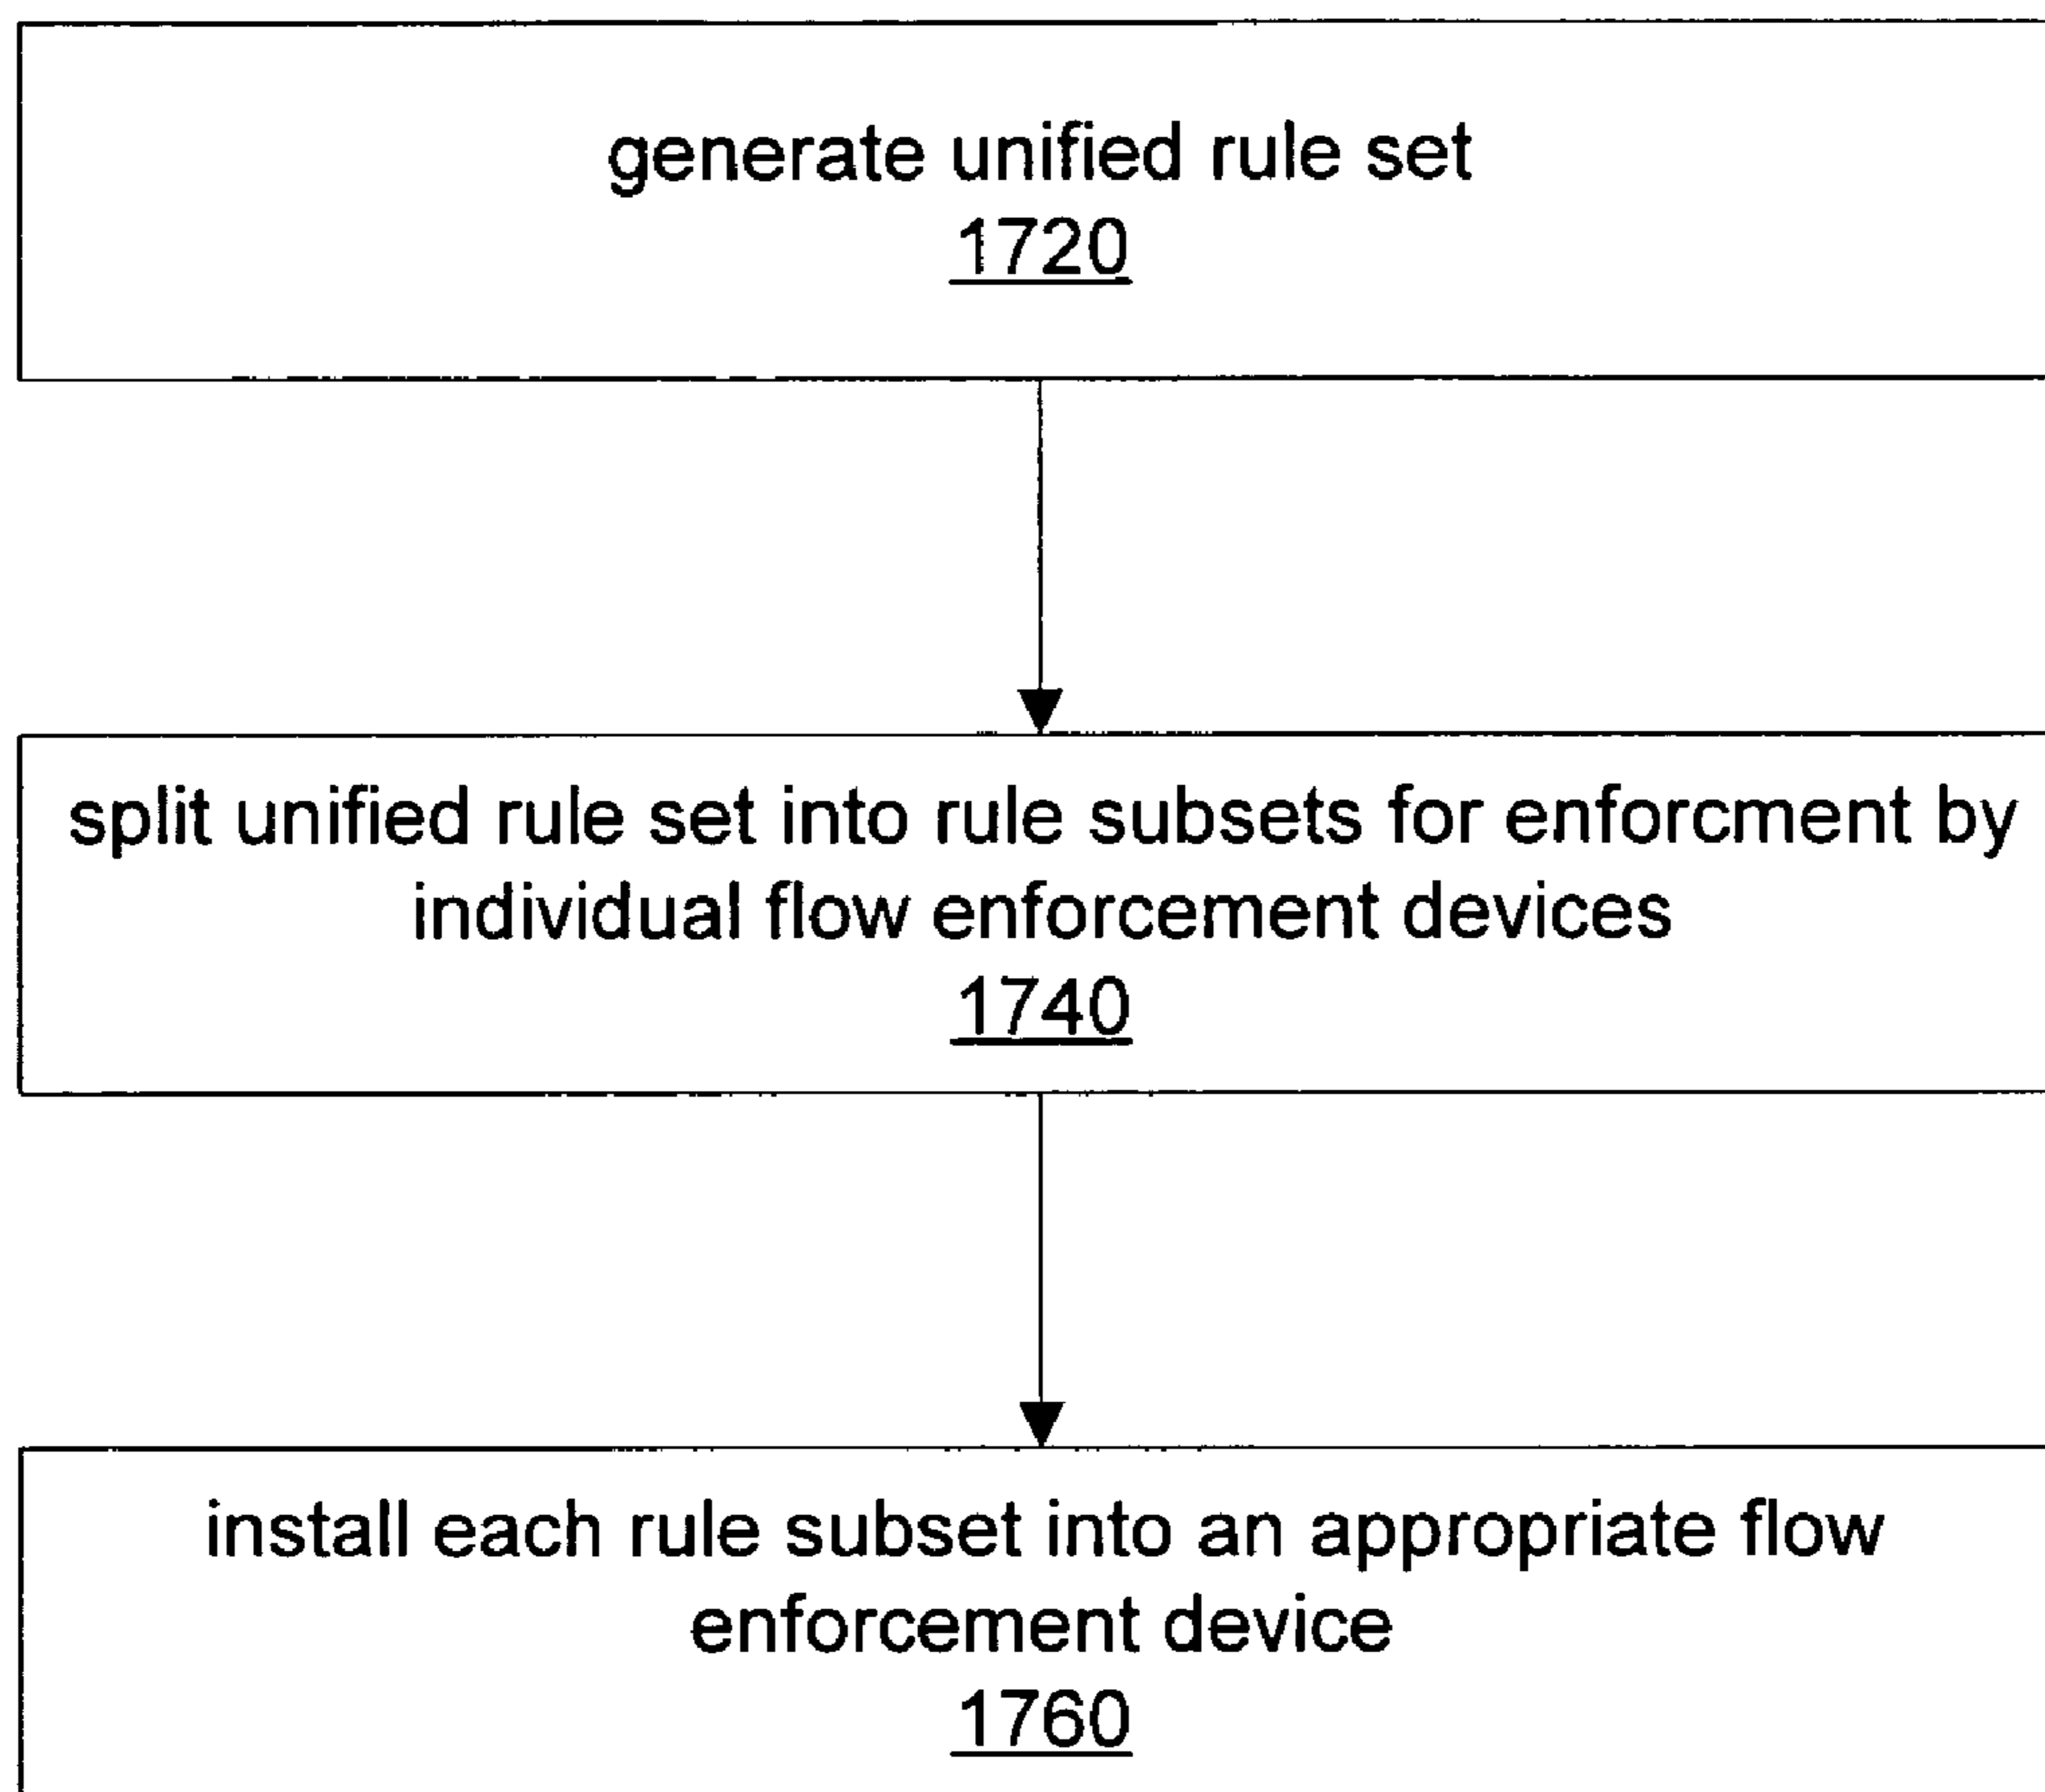 generate unified rule set
1720
split unified rule set into rule subsets for enforcment by
individual flow enforcement devices
1740
install each rule subset into an appropriate flow
enforcement device
1760